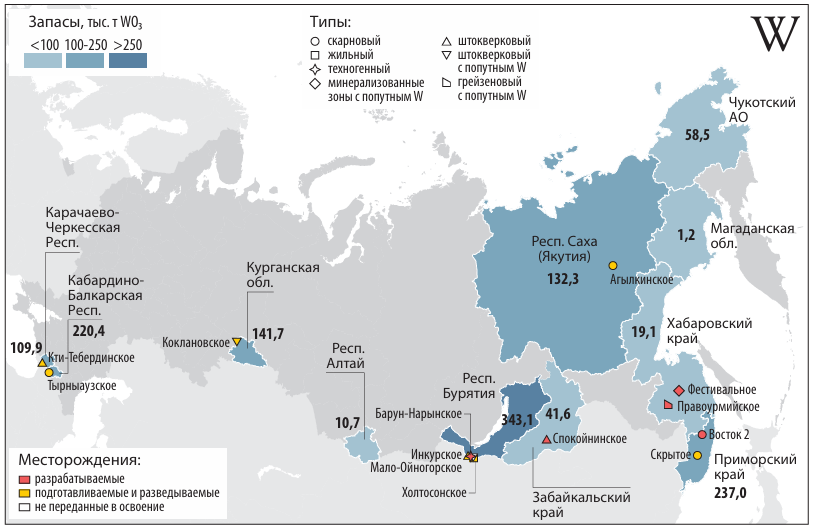 Запасы, тыс. т WO₃
<100 100-250 >250
Типы:
скарновый
жильный
техногенный
минерализованные
зоны с попутным W
штокверковый
штокверковый
с попутным W
грейзеновый
с попутным W
W
Чукотский
АО
58,5
Магаданская
обл.
1,2
Респ. Саха
(Якутия)
132,3
Агылкинское
Карачаево-
Черкесская
Респ.
Кабардино-
Балкарская
Респ.
220,4
109,9
Кти-Тебердинское
Тырныаузское
Курганская
обл.
Коклановское
141,7
Хабаровский
край
19,1
Респ.
Алтай
10,7
Респ.
Бурятия
343,1
Барун-Нарынское
Инкурское
Мало-Ойногорское
Холтосонское
41,6
Спокойнинское
Забайкальский
край
Фестивальное
Правоурмийское
Восток 2
Скрытое
Приморский
край
237,0
Месторождения:
разрабатываемые
подготавливаемые и разведываемые
не переданные в освоение